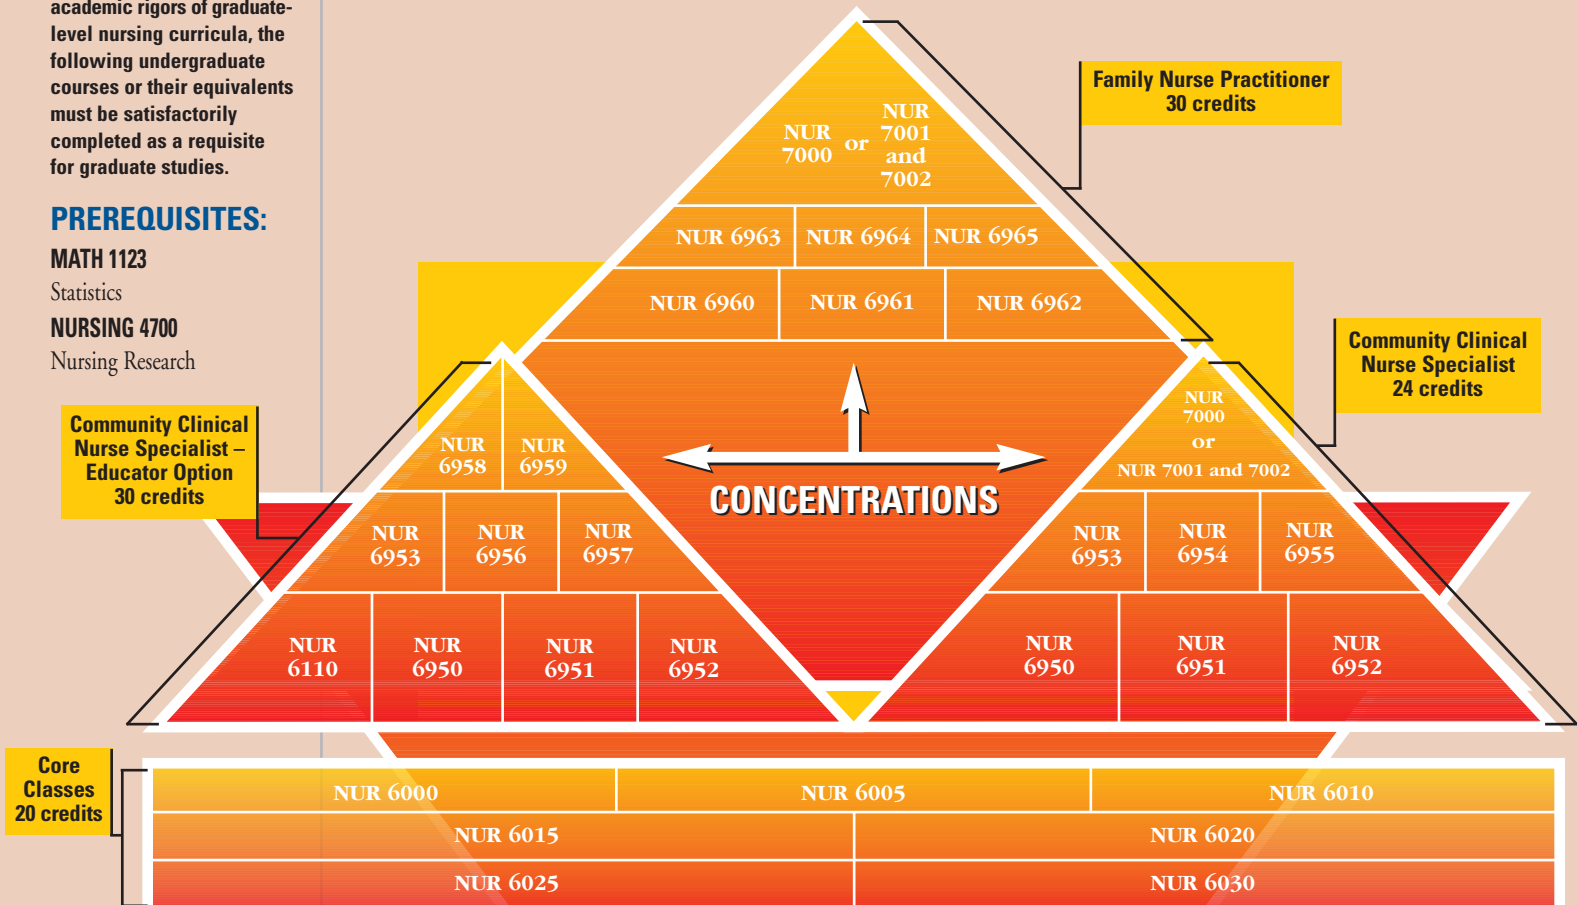 academic rigors of graduate-
level nursing curricula, the
following undergraduate
courses or their equivalents
must be satisfactorily
completed as a requisite
for graduate studies.
PREREQUISITES:
MATH 1123
Statistics
NURSING 4700
Nursing Research
Family Nurse Practitioner
30 credits
NUR
7000
or
NUR
7001
and
7002
NUR 6963 NUR 6964 NUR 6965
NUR 6960 NUR 6961 NUR 6962
CONCENTRATIONS
Community Clinical
Nurse Specialist –
Educator Option
30 credits
NUR
6958
NUR
6959
NUR
6953
NUR
6956
NUR
6957
NUR
6110
NUR
6950
NUR
6951
NUR
6952
Community Clinical
Nurse Specialist
24 credits
NUR
7000
or
NUR 7001 and 7002
NUR
6953
NUR
6954
NUR
6955
NUR
6950
NUR
6951
NUR
6952
Core
Classes
20 credits
NUR 6000 NUR 6005 NUR 6010
NUR 6015 NUR 6020
NUR 6025 NUR 6030